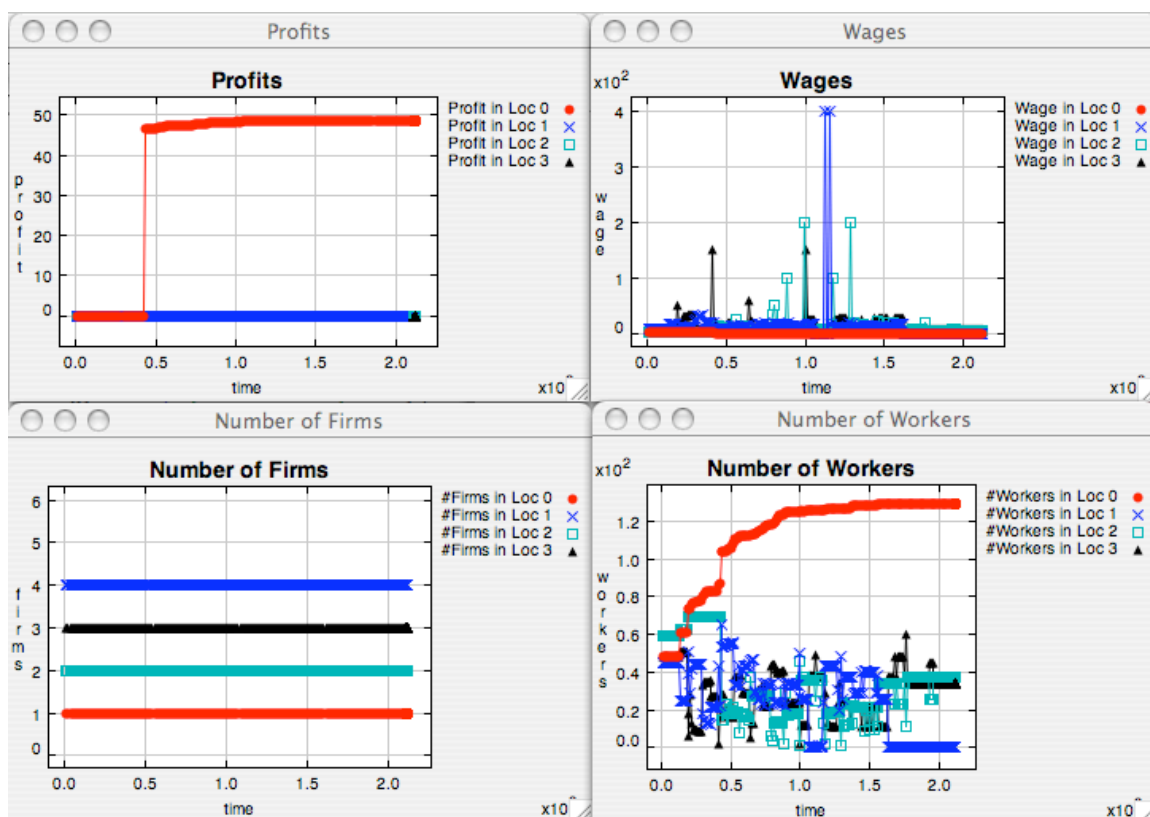 Profits
Profits
Profit in Loc 0
Profit in Loc 1
Profit in Loc 2
Profit in Loc 3
50
40
30
20
10
0
profit
0.0 0.5 1.0 1.5 2.0
time
Wages
x10²
Wages
Wage in Loc 0
Wage in Loc 1
Wage in Loc 2
Wage in Loc 3
4
3
2
1
0
wage
0.0 0.5 1.0 1.5 2.0
time
Number of Firms
Number of Firms
#Firms in Loc 0
#Firms in Loc 1
#Firms in Loc 2
#Firms in Loc 3
6
5
4
3
2
1
0
firms
0.0 0.5 1.0 1.5 2.0
time
Number of Workers
x10²
Number of Workers
#Workers in Loc 0
#Workers in Loc 1
#Workers in Loc 2
#Workers in Loc 3
1.2
1.0
0.8
0.6
0.4
0.2
0.0
workers
0.0 0.5 1.0 1.5 2.0
time